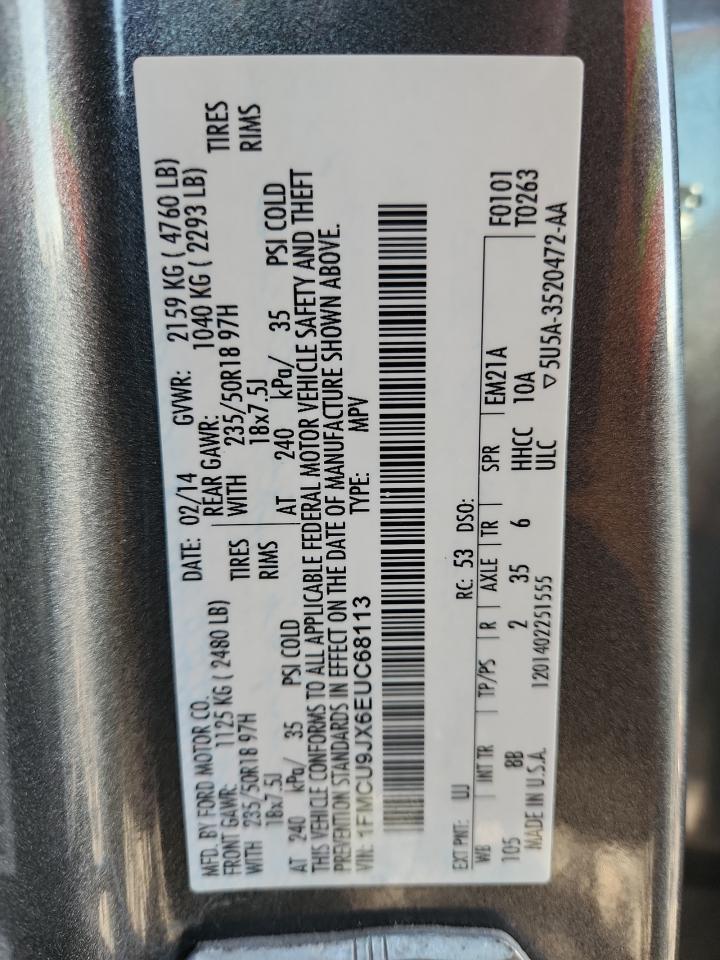 MFD. BY FORD MOTOR CO. DATE: 02/14 GVWR: 2159 KG ( 4760 LB)
FRONT GAWR: 1125 KG ( 2480 LB) REAR GAWR: 1040 KG ( 2293 LB)
WITH 235/50R18 97H TIRES WITH 235/50R18 97H TIRES
18x7.5J RIMS 18x7.5J RIMS
AT 240 kPa/ 35 PSI COLD AT 240 kPa/ 35 PSI COLD
THIS VEHICLE CONFORMS TO ALL APPLICABLE FEDERAL MOTOR VEHICLE SAFETY AND THEFT
PREVENTION STANDARDS IN EFFECT ON THE DATE OF MANUFACTURE SHOWN ABOVE.
VIN: 1FMCU9JX6EUC68113 TYPE: MPV
EXT PNT: UJ RC: 53 DSO: F0101
WB INT TR TP/PS R AXLE TR SPR EM21A T0263
105 8B 2 35 6 HHCC 10A
MADE IN U.S.A. 1201402251555 ULC ▽5U5A-3520472-AA